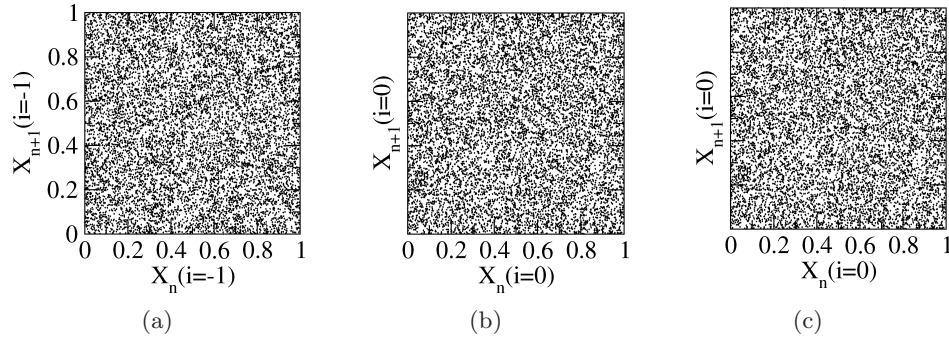 1
0.8
0.6
0.4
0.2
0
X_{n+1}(i=-1)
0 0.2 0.4 0.6 0.8 1
X_n(i=-1)
(a)
X_{n+1}(i=0)
0 0.2 0.4 0.6 0.8 1
X_n(i=0)
(b)
X_{n+1}(i=0)
0 0.2 0.4 0.6 0.8 1
X_n(i=0)
(c)